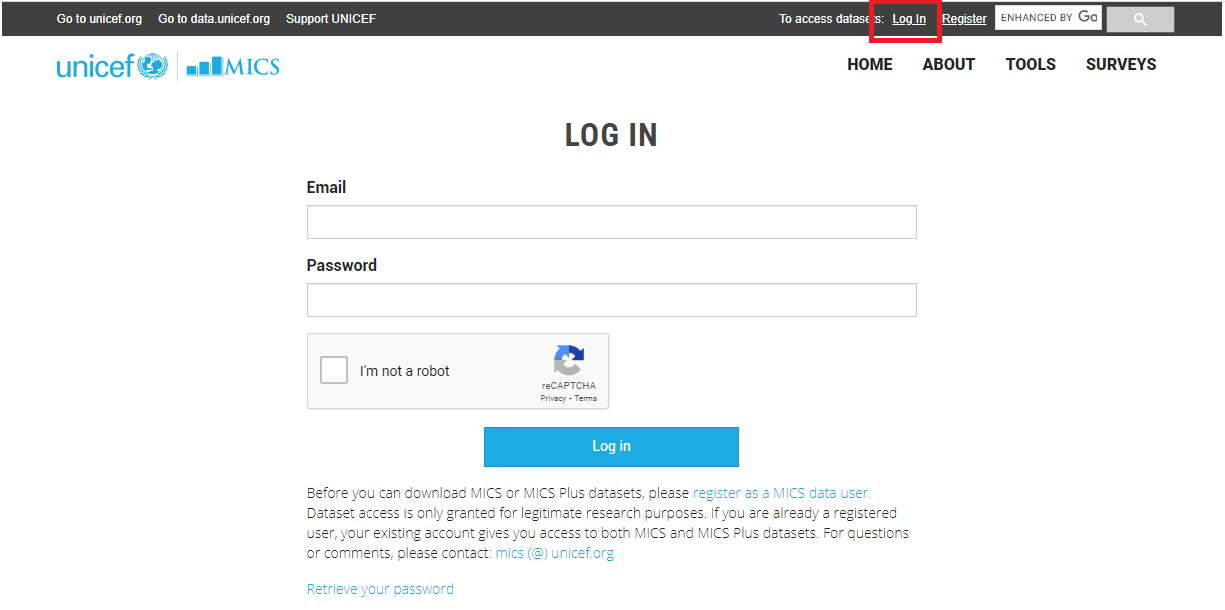 Go to unicef.org Go to data.unicef.org Support UNICEF To access datasets: Log In Register ENHANCED BY Go
unicef MICS HOME ABOUT TOOLS SURVEYS
LOG IN
Email
Password
I'm not a robot
reCAPTCHA
Privacy - Terms
Log in
Before you can download MICS or MICS Plus datasets, please register as a MICS data user.
Dataset access is only granted for legitimate research purposes. If you are already a registered
user, your existing account gives you access to both MICS and MICS Plus datasets. For questions
or comments, please contact: mics (@) unicef.org
Retrieve your password